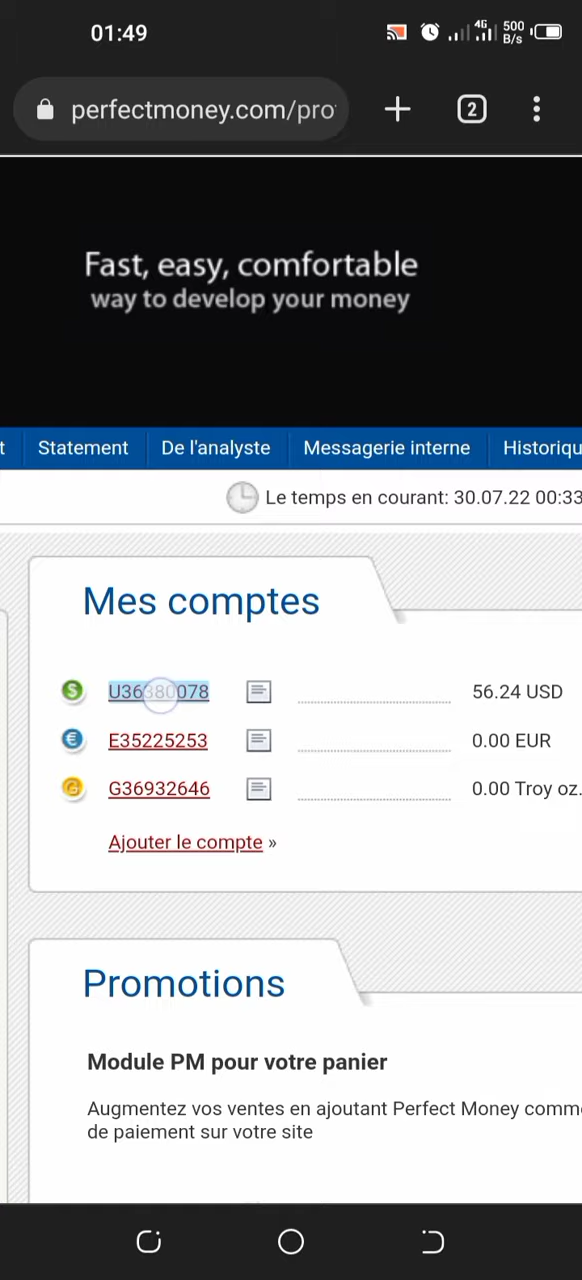 01:49
4G 500 B/s
perfectmoney.com/pro
2
Fast, easy, comfortable
way to develop your money
t Statement De l'analyste Messagerie interne Historiqu
Le temps en courant: 30.07.22 00:33
Mes comptes
$ U36380078 56.24 USD
€ E35225253 0.00 EUR
G G36932646 0.00 Troy oz.
Ajouter le compte »
Promotions
Module PM pour votre panier
Augmentez vos ventes en ajoutant Perfect Money comm
de paiement sur votre site